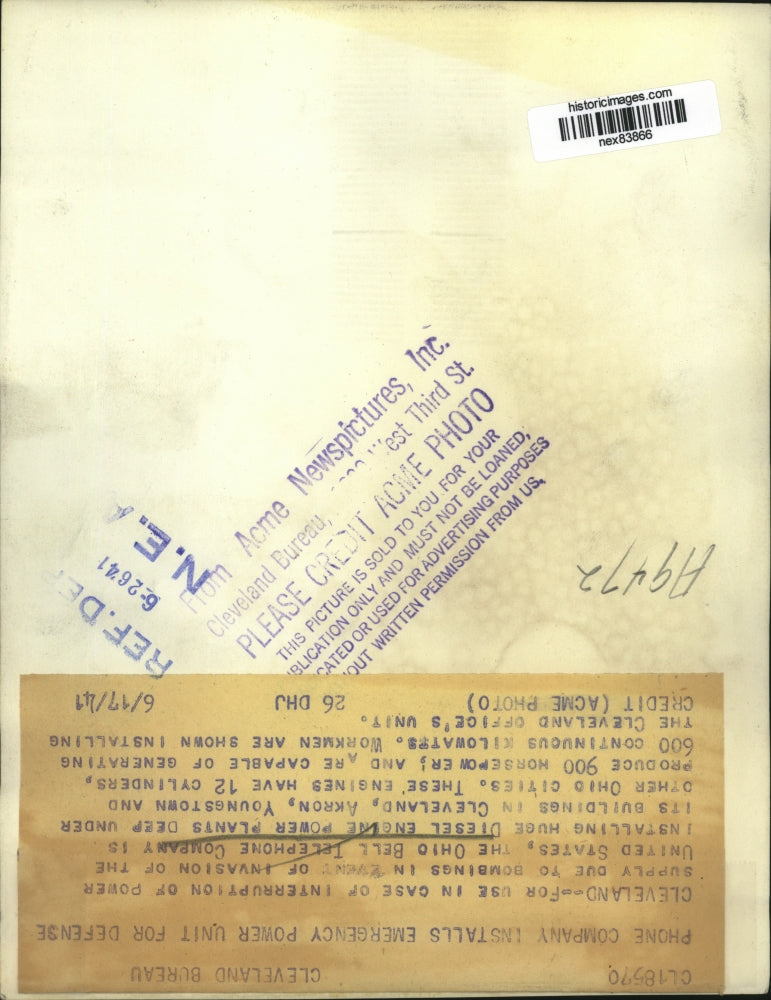 historicimages.com
nex83866
From Acme Newspictures, Inc.
Cleveland Bureau, West Third St.
PLEASE CREDIT ACME PHOTO
THIS PICTURE IS SOLD TO YOU FOR YOUR
BLICATION ONLY AND MUST NOT BE LOANED,
CATED OR USED FOR ADVERTISING PURPOSES
OUT WRITTEN PERMISSION FROM US.
N.E.A
6-26 41
REF. DE
A9472
CL18570 CLEVELAND BUREAU
PHONE COMPANY INSTALLS EMERGENCY POWER UNIT FOR DEFENSE
CLEVELAND--FOR USE IN CASE OF INTERRUPTION OF POWER
SUPPLY DUE TO BOMBINGS IN EVENT OF INVASION OF THE
UNITED STATES, THE OHIO BELL TELEPHONE COMPANY IS
INSTALLING HUGE DIESEL ENGINE POWER PLANTS DEEP UNDER
ITS BUILDINGS IN CLEVELAND, AKRON, YOUNGSTOWN AND
OTHER OHIO CITIES. THESE ENGINES HAVE 12 CYLINDERS,
PRODUCE 900 HORSEPOWER, AND ARE CAPABLE OF GENERATING
600 CONTINUOUS KILOWATTS. WORKMEN ARE SHOWN INSTALLING
THE CLEVELAND OFFICE'S UNIT.
CREDIT (ACME PHOTO) 26 DHJ 6/17/41